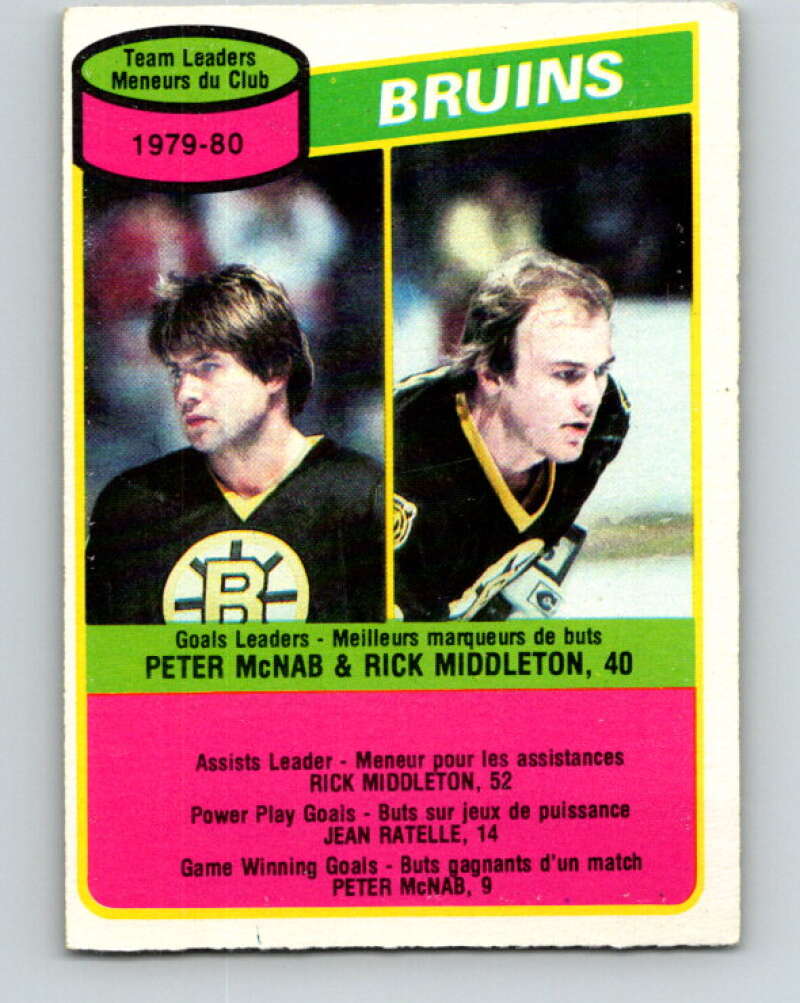 Team Leaders
Meneurs du Club
1979-80
BRUINS
B
Goals Leaders - Meilleurs marqueurs de buts
PETER McNAB & RICK MIDDLETON, 40
Assists Leader - Meneur pour les assistances
RICK MIDDLETON, 52
Power Play Goals - Buts sur jeux de puissance
JEAN RATELLE, 14
Game Winning Goals - Buts gagnants d'un match
PETER McNAB, 9